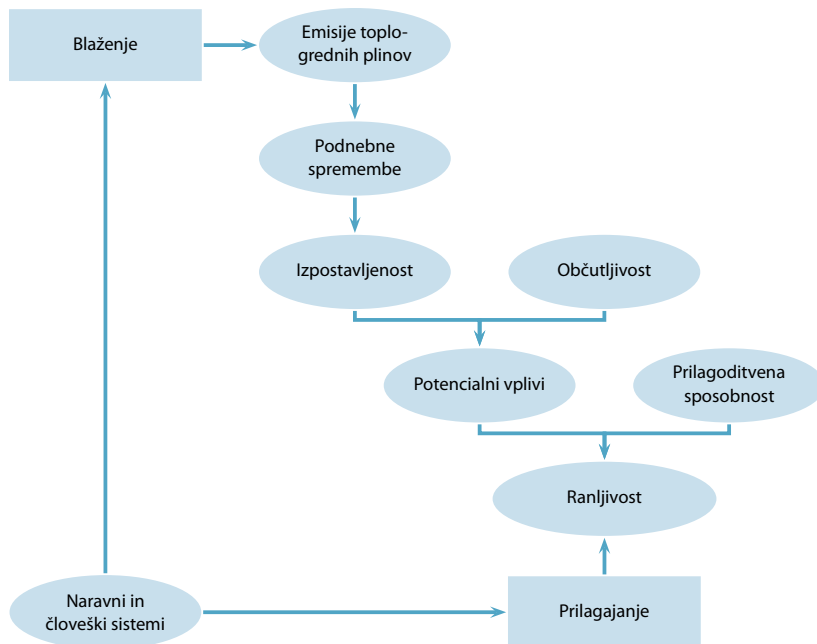 Blaženje
Emisije toplo-
grednih plinov
Podnebne
spremembe
Izpostavljenost
Občutljivost
Potencialni vplivi
Prilagoditvena
sposobnost
Ranljivost
Naravni in
človeški sistemi
Prilagajanje